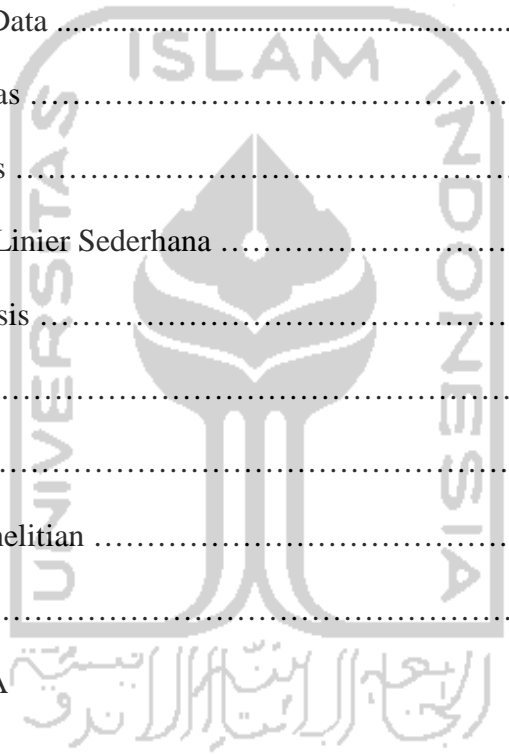 Data ..........................................................
ISLAM
as ……………………………………
s ……………………………………
Linier Sederhana ……………………
sis ……………………………………
……………………………………
……………………………………
nelitian ………………………………
……………………………………
A
UNIVERSITAS
INDONESIA